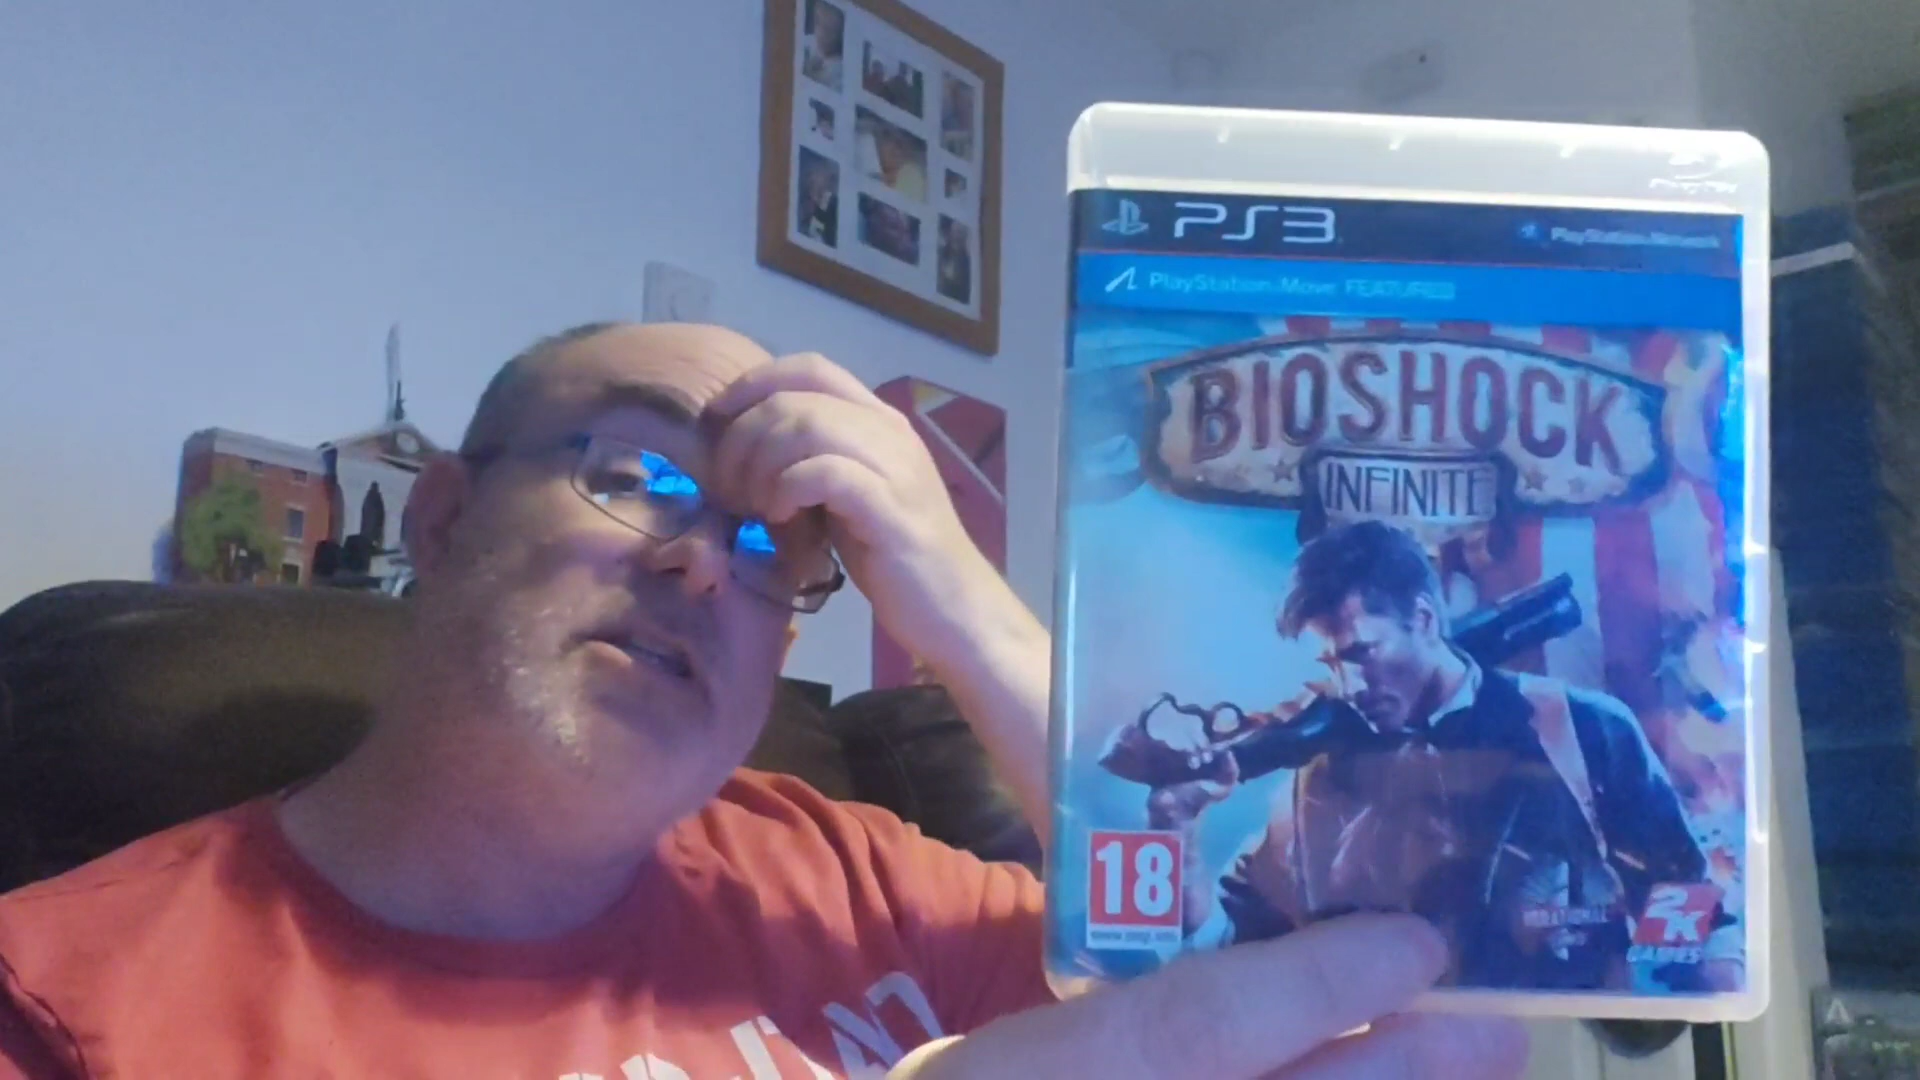 PS3
PlayStation Network
PlayStation Move FEATURED
BIOSHOCK
INFINITE
18
www.pegi.info
IRRATIONAL
2K
GAMES